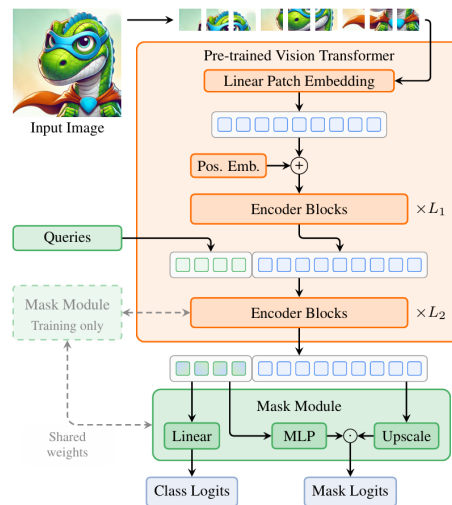 Input Image
Pre-trained Vision Transformer
Linear Patch Embedding
Pos. Emb.
+
Encoder Blocks
×L₁
Queries
Mask Module
Training only
Encoder Blocks
×L₂
Mask Module
Shared
weights
Linear
MLP
Upscale
Class Logits
Mask Logits